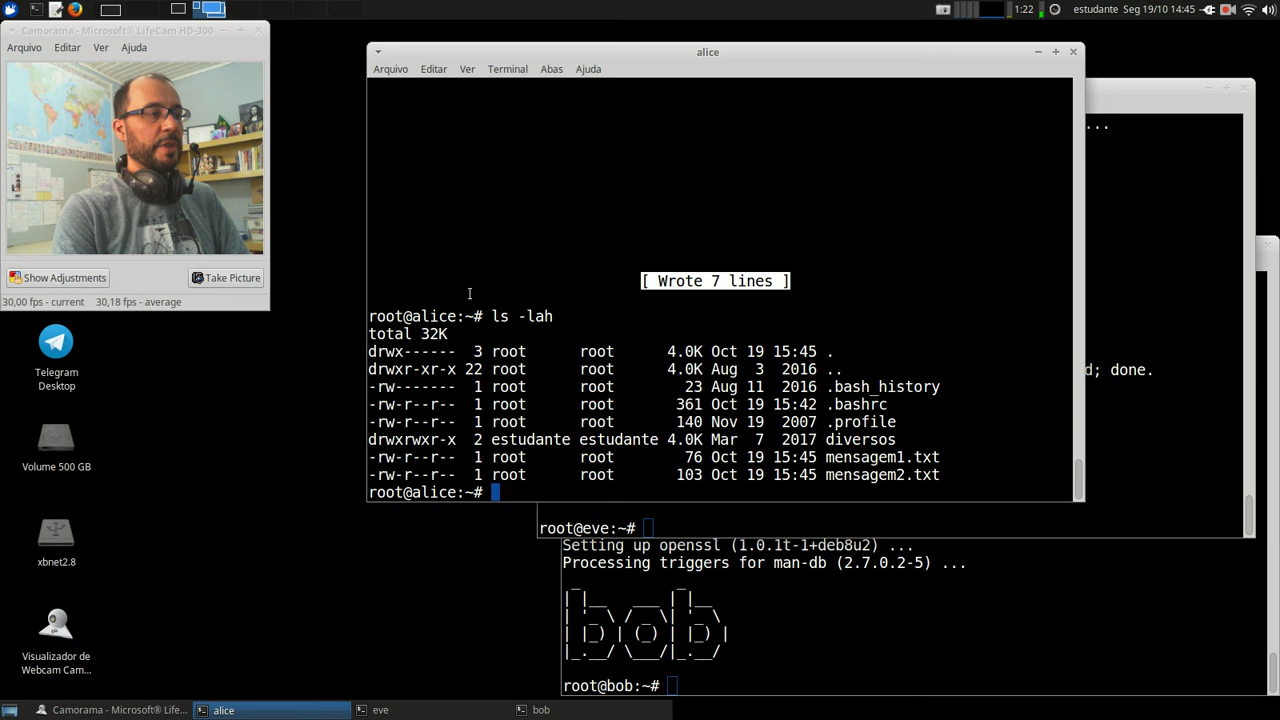 1:22
estudante Seg 19/10 14:45
Camorama - Microsoft® LifeCam HD-300
Arquivo Editar Ver Ajuda
Show Adjustments
Take Picture
30,00 fps - current 30,18 fps - average
Telegram
Desktop
Volume 500 GB
xbnet2.8
Visualizador de
Webcam Cam...
alice
Arquivo Editar Ver Terminal Abas Ajuda
[ Wrote 7 lines ]
root@alice:~# ls -lah
total 32K
drwx------ 3 root root 4.0K Oct 19 15:45 .
drwxr-xr-x 22 root root 4.0K Aug 3 2016 ..
-rw------- 1 root root 23 Aug 11 2016 .bash_history
-rw-r--r-- 1 root root 361 Oct 19 15:42 .bashrc
-rw-r--r-- 1 root root 140 Nov 19 2007 .profile
drwxrwxr-x 2 estudante estudante 4.0K Mar 7 2017 diversos
-rw-r--r-- 1 root root 76 Oct 19 15:45 mensagem1.txt
-rw-r--r-- 1 root root 103 Oct 19 15:45 mensagem2.txt
root@alice:~#
...
d; done.
root@eve:~#
Setting up openssl (1.0.1t-1+deb8u2) ...
Processing triggers for man-db (2.7.0.2-5) ...
bob
root@bob:~#
Camorama - Microsoft® Life...
alice
eve
bob